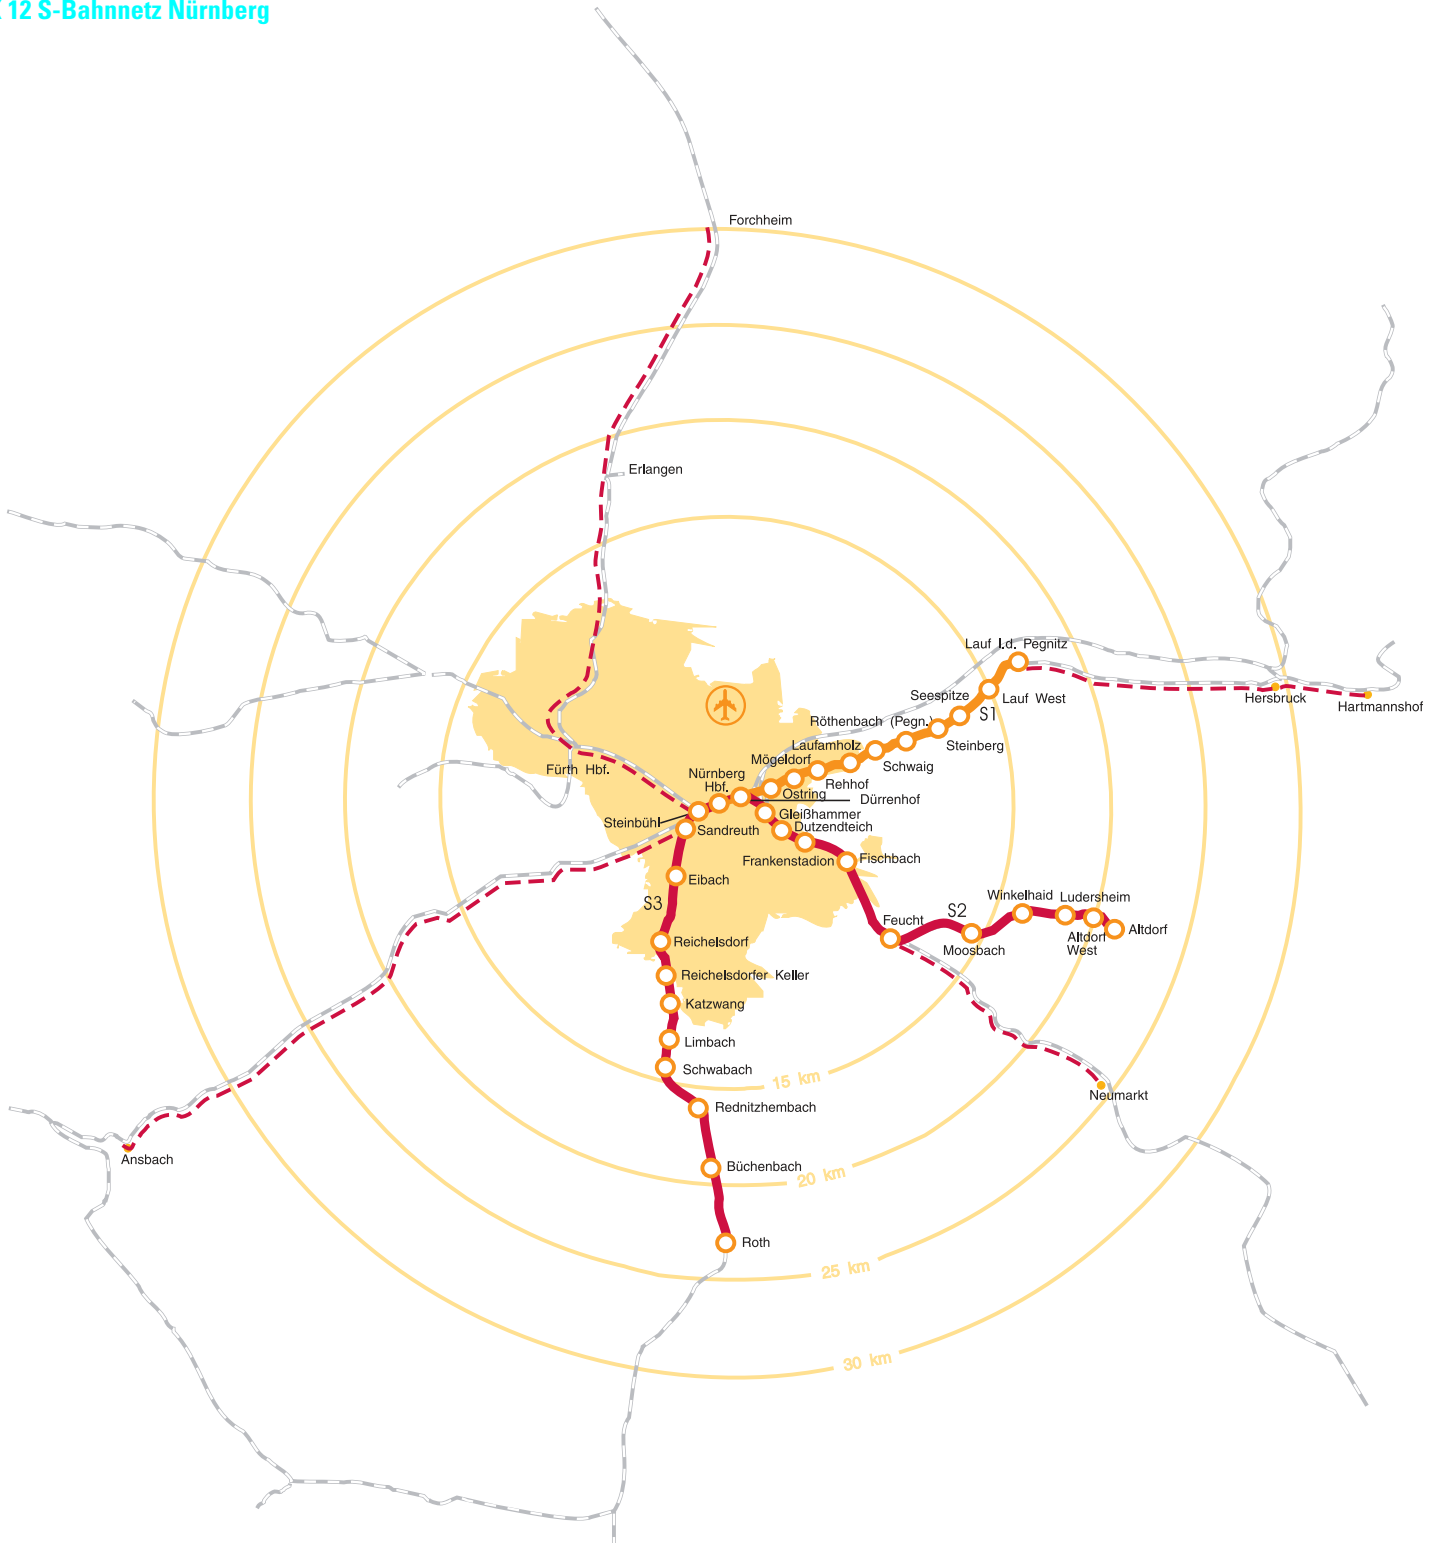 12 S-Bahnnetz Nürnberg
Forchheim
Erlangen
Lauf l.d. Pegnitz
Seespitze
Lauf West
Hersbruck
Hartmannshof
S1
Röthenbach (Pegn.)
Steinberg
Laufamholz
Schwaig
Mögeldorf
Rehhof
Fürth Hbf.
Nürnberg
Hbf.
Ostring
Dürrenhof
Gleißhammer
Steinbühl
Dutzendteich
Sandreuth
Frankenstadion
Fischbach
Eibach
S3
Winkelhaid
Ludersheim
S2
Feucht
Altdorf
Altdorf
West
Moosbach
Reichelsdorf
Reichelsdorfer Keller
Katzwang
Limbach
Schwabach
15 km
Neumarkt
Rednitzhembach
Ansbach
Büchenbach
20 km
Roth
25 km
30 km